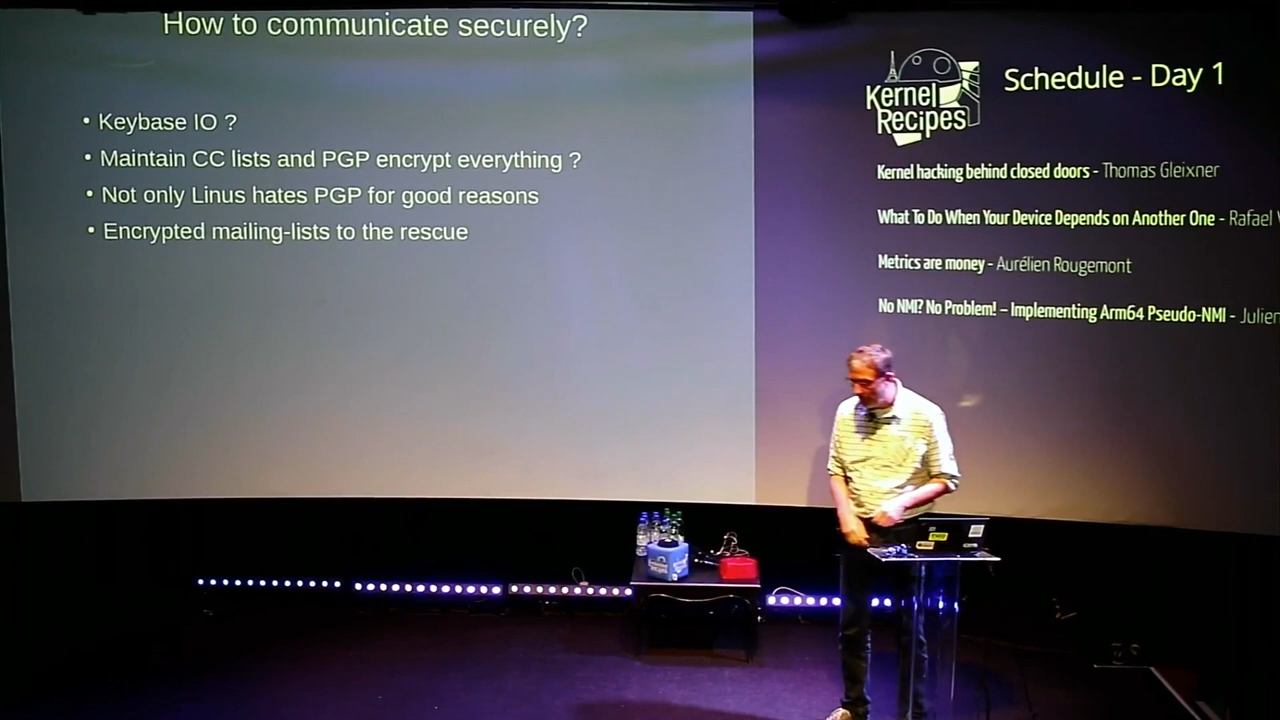 How to communicate securely?
• Keybase IO ?
• Maintain CC lists and PGP encrypt everything ?
• Not only Linus hates PGP for good reasons
• Encrypted mailing-lists to the rescue
Kernel
Recipes
Schedule - Day 1
Kernel hacking behind closed doors - Thomas Gleixner
What To Do When Your Device Depends on Another One - Rafael
Metrics are money - Aurélien Rougemont
No NMI? No Problem! – Implementing Arm64 Pseudo-NMI - Julien